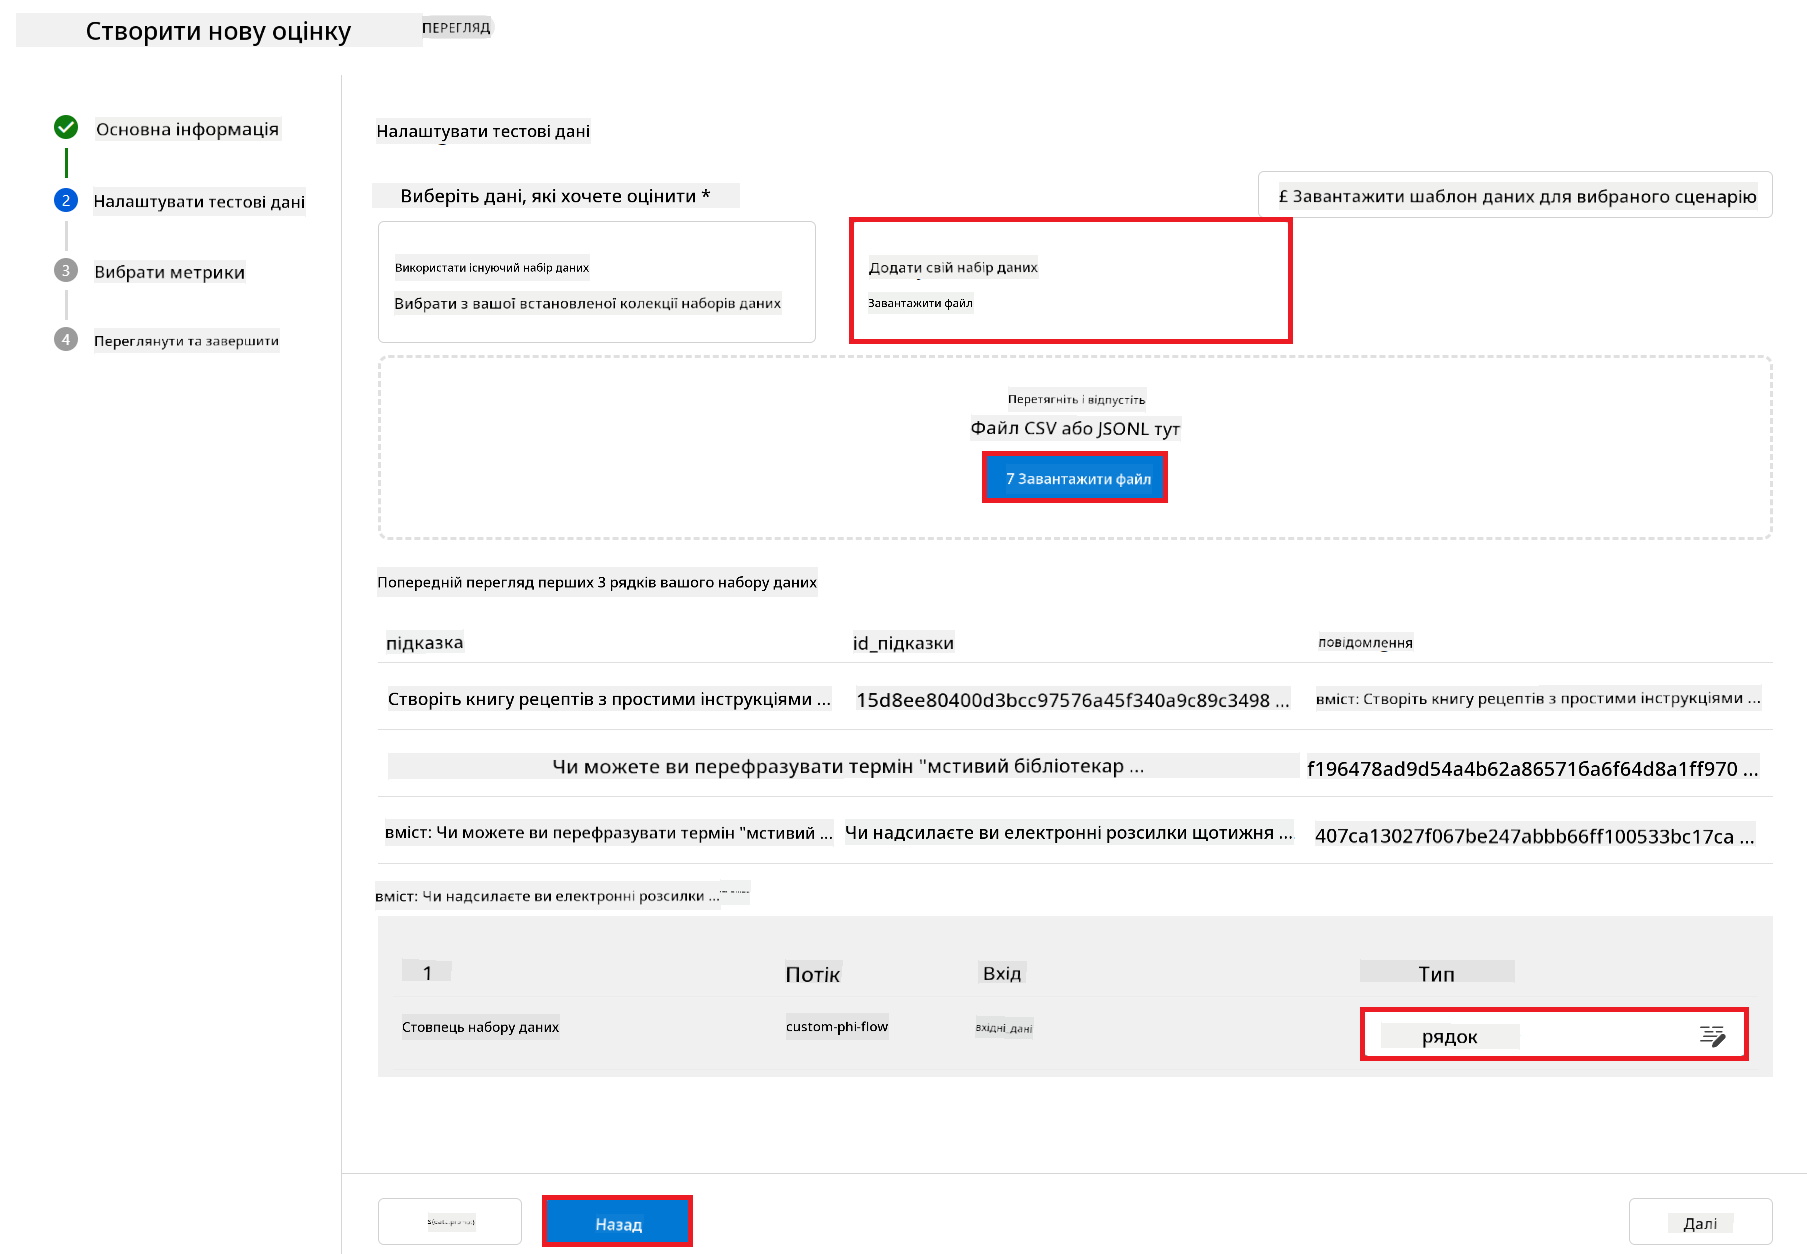 Створити нову оцінку ПЕРЕГЛЯД
Основна інформація
2 Налаштувати тестові дані
3 Вибрати метрики
4 Переглянути та завершити
Налаштувати тестові дані
Виберіть дані, які хочете оцінити *
£ Завантажити шаблон даних для вибраного сценарію
Використати існуючий набір даних
Вибрати з вашої встановленої колекції наборів даних
Додати свій набір даних
Завантажити файл
Перетягніть і відпустіть
Файл CSV або JSONL тут
7 Завантажити файл
Попередній перегляд перших 3 рядків вашого набору даних
підказка id_підказки повідомлення
Створіть книгу рецептів з простими інструкціями ... 15d8ee80400d3bcc97576a45f340a9c89c3498 ... вміст: Створіть книгу рецептів з простими інструкціями ...
Чи можете ви перефразувати термін "мстивий бібліотекар ... f196478ad9d54a4b62a865716a6f64d8a1ff970 ...
вміст: Чи можете ви перефразувати термін "мстивий ... Чи надсилаєте ви електронні розсилки щотижня ... 407ca13027f067be247abbb66ff100533bc17ca ...
вміст: Чи надсилаєте ви електронні розсилки ...
1 Потік Вхід Тип
Стовпець набору даних custom-phi-flow вхідні_дані рядок
Назад Далі